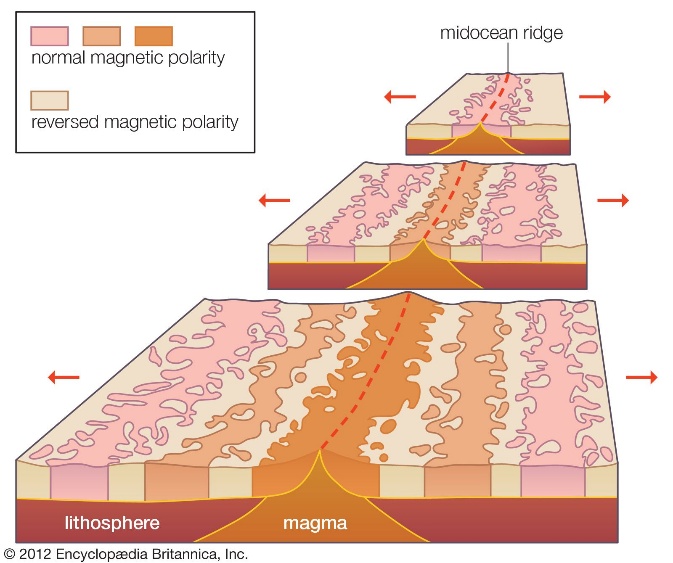 midocean ridge
normal magnetic polarity
reversed magnetic polarity
lithosphere
magma
© 2012 Encyclopædia Britannica, Inc.